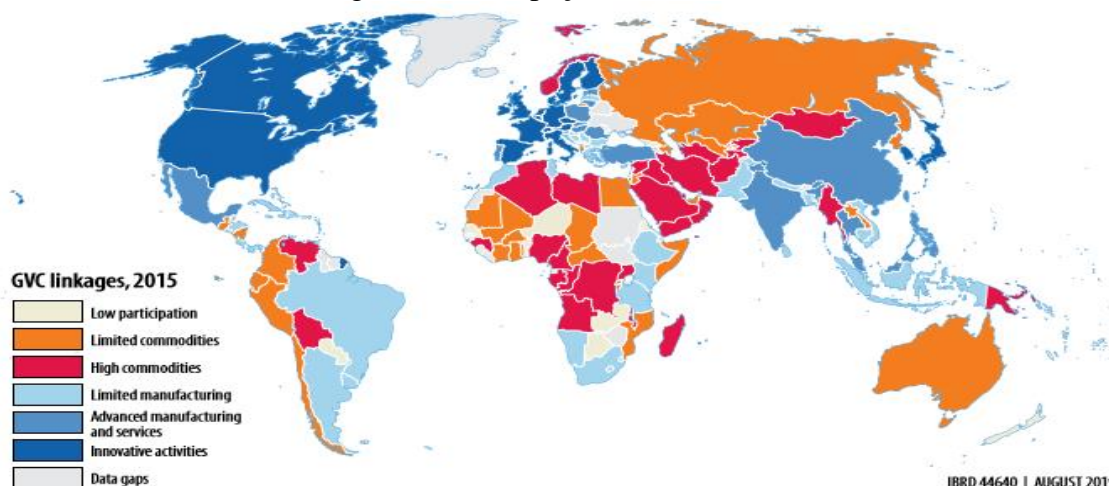 GVC linkages, 2015
Low participation
Limited commodities
High commodities
Limited manufacturing
Advanced manufacturing
and services
Innovative activities
Data gaps
IBRD 44640 | AUGUST 201